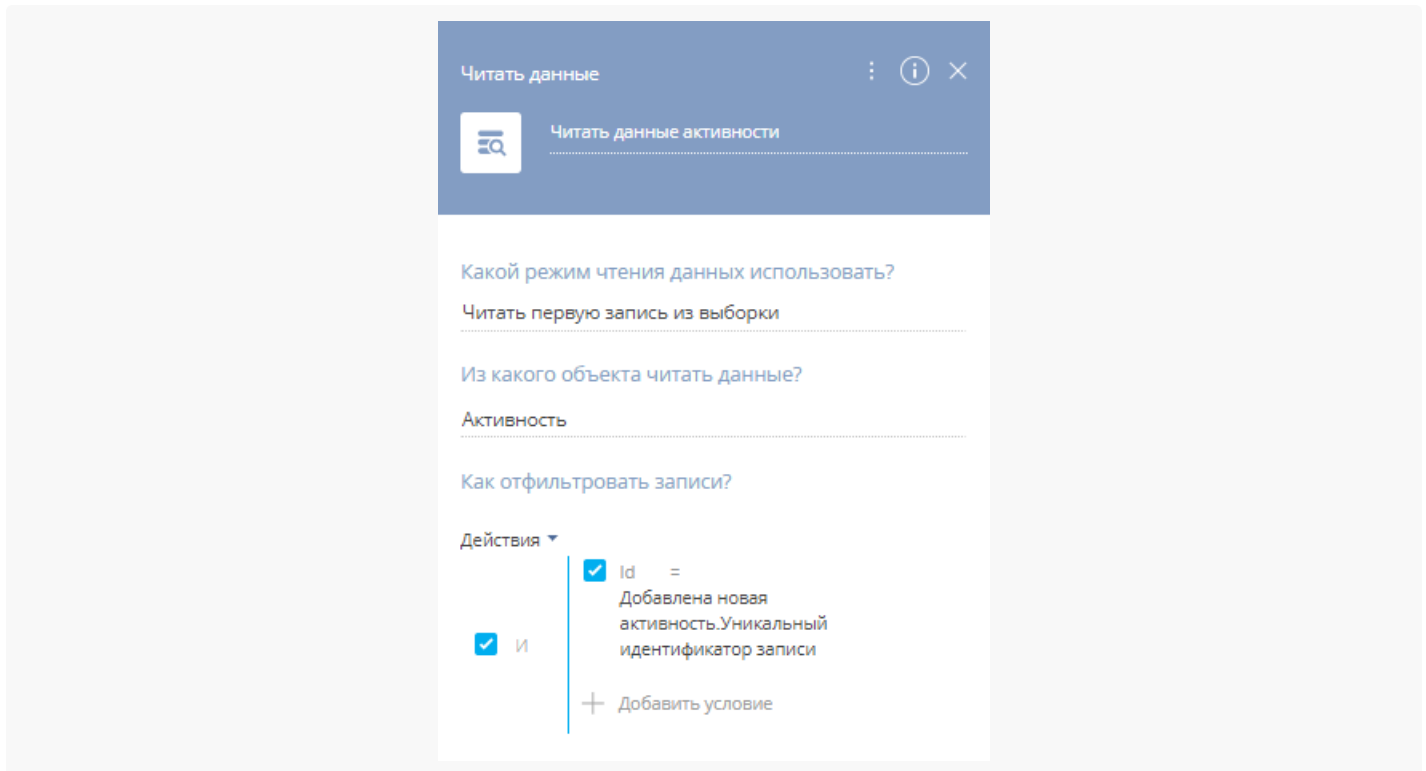 Читать данные
Читать данные активности
Какой режим чтения данных использовать?
Читать первую запись из выборки
Из какого объекта читать данные?
Активность
Как отфильтровать записи?
Действия
Id =
Добавлена новая
активность.Уникальный
идентификатор записи
И
Добавить условие